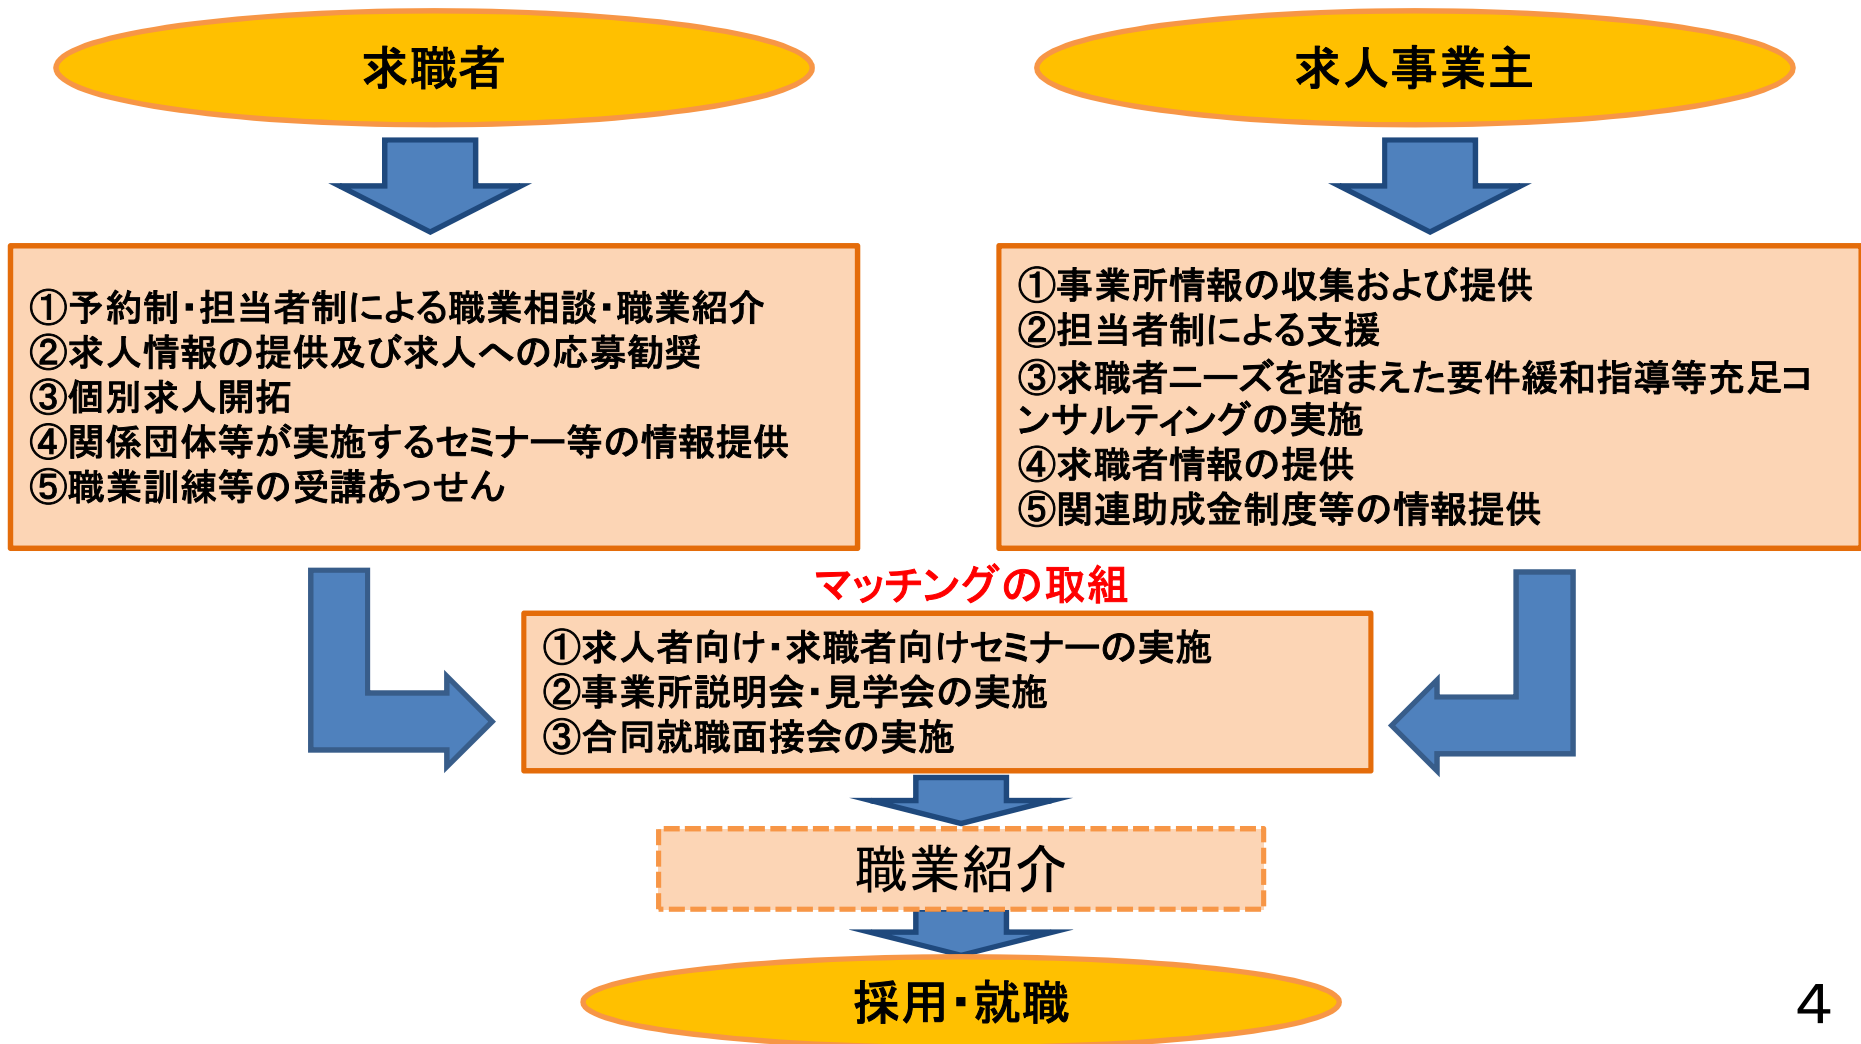 求職者
求人事業主
①予約制・担当者制による職業相談・職業紹介
②求人情報の提供及び求人への応募勧奨
③個別求人開拓
④関係団体等が実施するセミナー等の情報提供
⑤職業訓練等の受講あっせん
①事業所情報の収集および提供
②担当者制による支援
③求職者ニーズを踏まえた要件緩和指導等充足コ
ンサルティングの実施
④求職者情報の提供
⑤関連助成金制度等の情報提供
マッチングの取組
①求人者向け・求職者向けセミナーの実施
②事業所説明会・見学会の実施
③合同就職面接会の実施
職業紹介
採用・就職
4